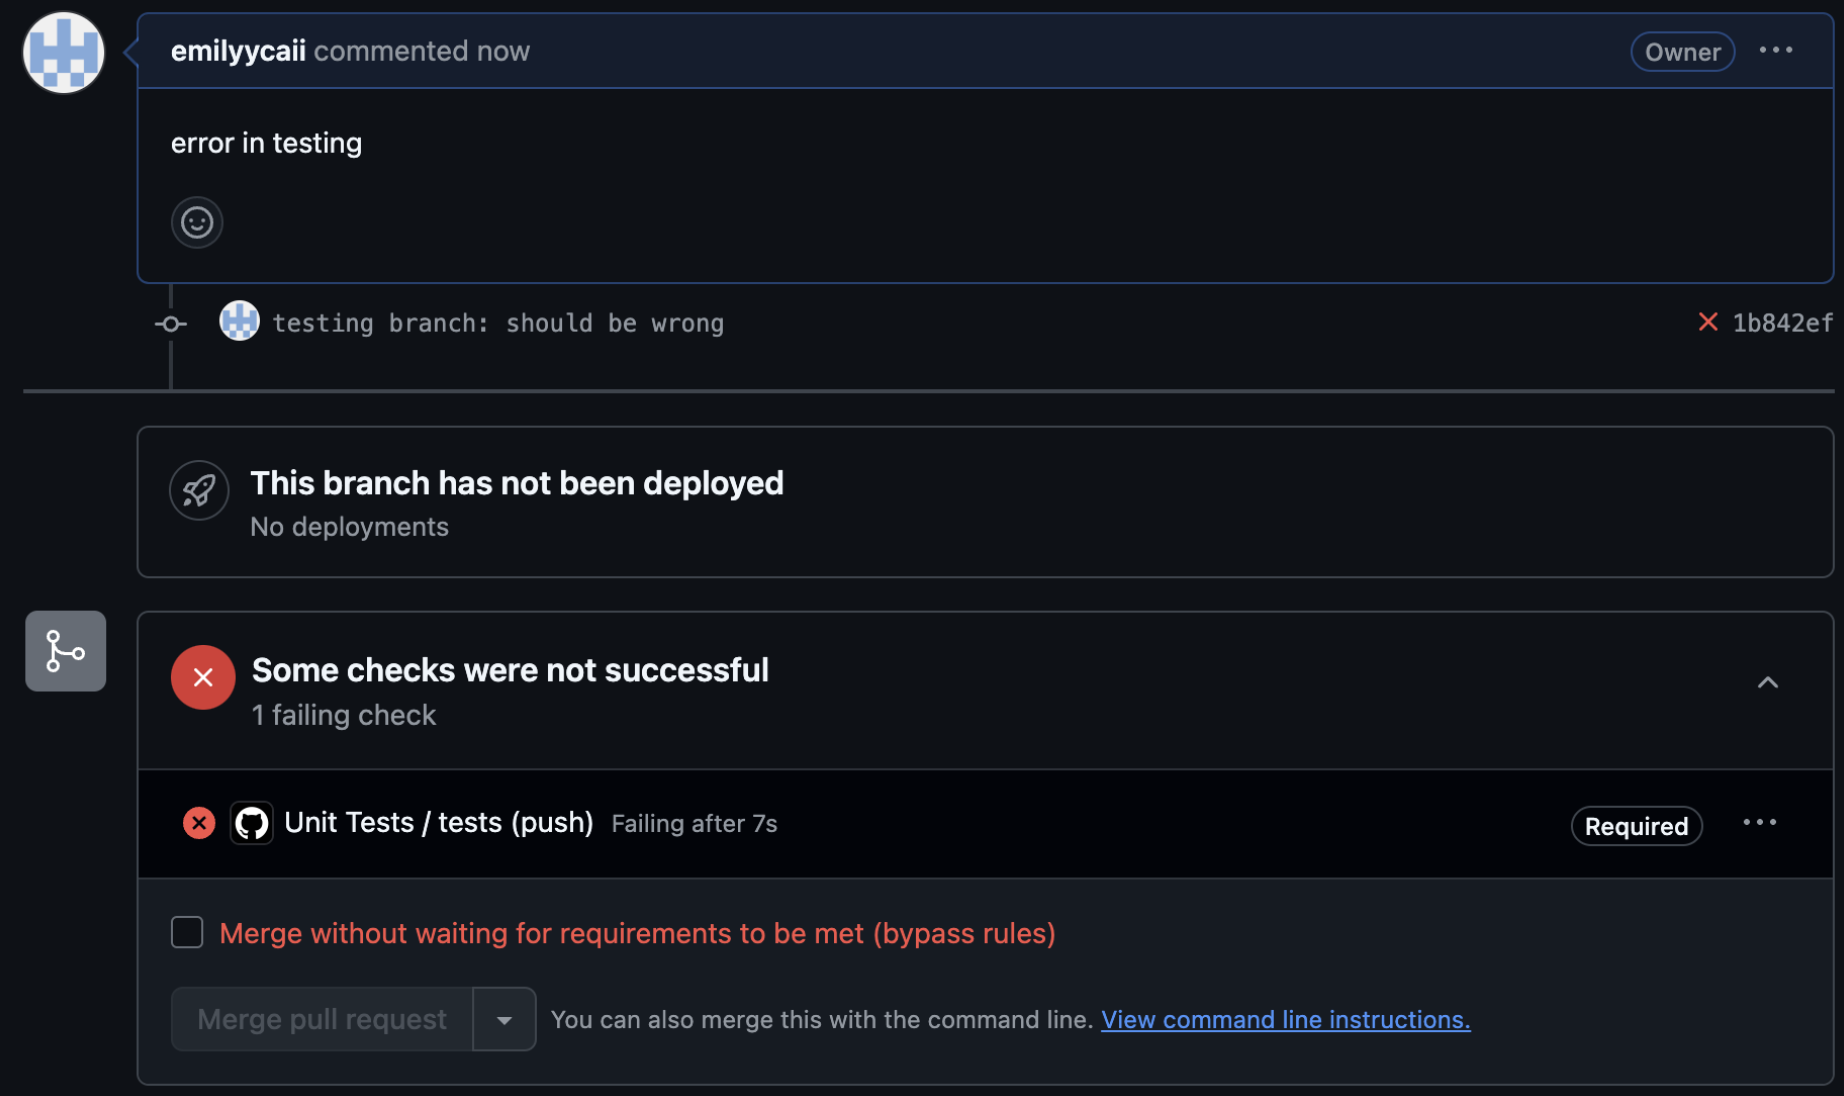 emilyycaii commented now Owner
error in testing
testing branch: should be wrong 1b842ef
This branch has not been deployed
No deployments
Some checks were not successful
1 failing check
Unit Tests / tests (push) Failing after 7s Required
Merge without waiting for requirements to be met (bypass rules)
Merge pull request You can also merge this with the command line. View command line instructions.